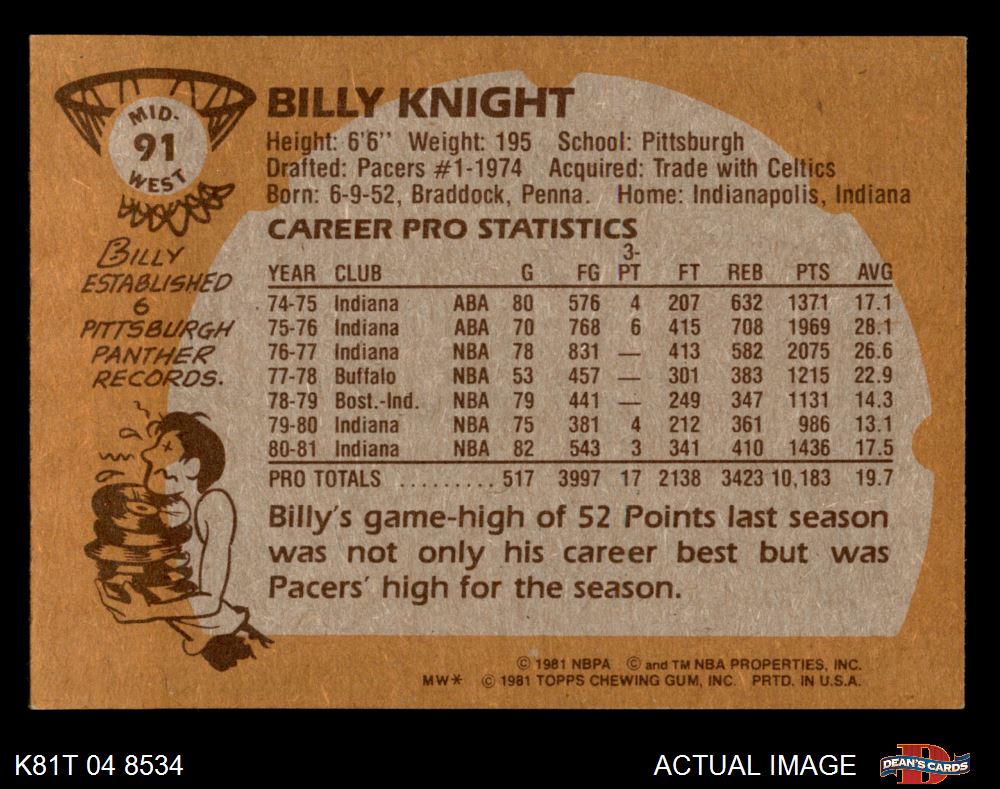 MID-
91
WEST
BILLY KNIGHT
Height: 6'6'' Weight: 195 School: Pittsburgh
Drafted: Pacers #1-1974 Acquired: Trade with Celtics
Born: 6-9-52, Braddock, Penna. Home: Indianapolis, Indiana
BILLY
ESTABLISHED
6
PITTSBURGH
PANTHER
RECORDS.
CAREER PRO STATISTICS
3-
YEAR CLUB G FG PT FT REB PTS AVG
74-75 Indiana ABA 80 576 4 207 632 1371 17.1
75-76 Indiana ABA 70 768 6 415 708 1969 28.1
76-77 Indiana NBA 78 831 — 413 582 2075 26.6
77-78 Buffalo NBA 53 457 — 301 383 1215 22.9
78-79 Bost.-Ind. NBA 79 441 — 249 347 1131 14.3
79-80 Indiana NBA 75 381 4 212 361 986 13.1
80-81 Indiana NBA 82 543 3 341 410 1436 17.5
PRO TOTALS ......... 517 3997 17 2138 3423 10,183 19.7
Billy's game-high of 52 Points last season
was not only his career best but was
Pacers' high for the season.
© 1981 NBPA © and TM NBA PROPERTIES, INC.
MW* © 1981 TOPPS CHEWING GUM, INC. PRTD. IN U.S.A.
K81T 04 8534
ACTUAL IMAGE
D
DEAN'S CARDS